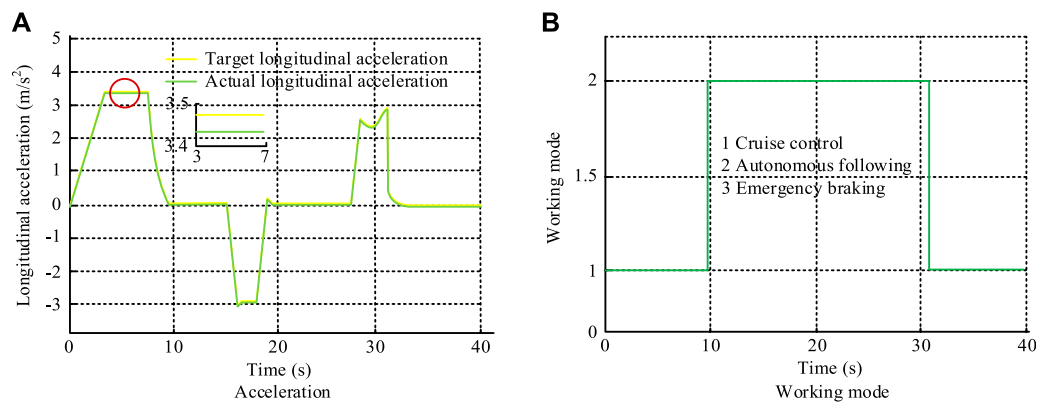 A
Longitudinal acceleration (m/s²)
5
4
3
2
1
0
-1
-2
-3
Target longitudinal acceleration
Actual longitudinal acceleration
3.5
3.4
3
7
0
10
20
30
40
Time (s)
Acceleration
B
Working mode
2
1.5
1
0
1 Cruise control
2 Autonomous following
3 Emergency braking
0
10
20
30
40
Time (s)
Working mode